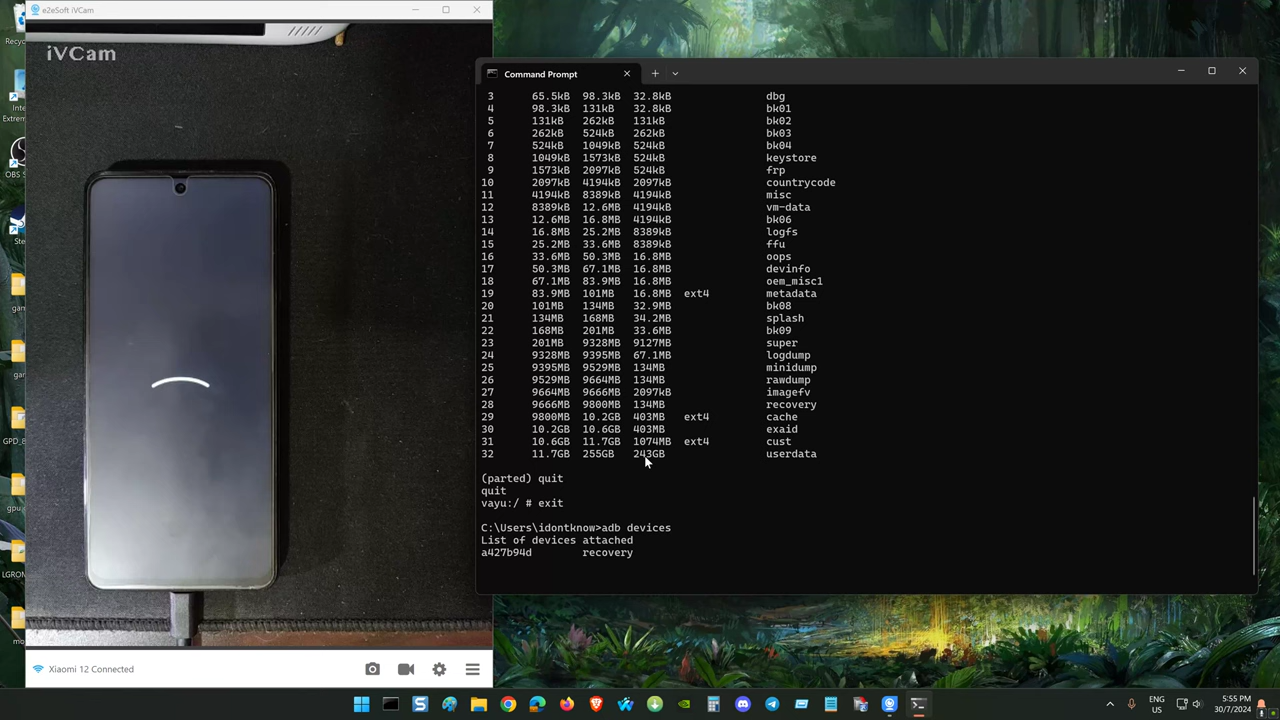 e2eSoft iVCam
iVCam
Recyc
Inte
Extrem
OBS S
Ste
game
game
GPD_B
gpu_
LGROM
mo
Xiaomi 12 Connected
Command Prompt
3 65.5kB 98.3kB 32.8kB dbg
4 98.3kB 131kB 32.8kB bk01
5 131kB 262kB 131kB bk02
6 262kB 524kB 262kB bk03
7 524kB 1049kB 524kB bk04
8 1049kB 1573kB 524kB keystore
9 1573kB 2097kB 524kB frp
10 2097kB 4194kB 2097kB countrycode
11 4194kB 8389kB 4194kB misc
12 8389kB 12.6MB 4194kB vm-data
13 12.6MB 16.8MB 4194kB bk06
14 16.8MB 25.2MB 8389kB logfs
15 25.2MB 33.6MB 8389kB ffu
16 33.6MB 50.3MB 16.8MB oops
17 50.3MB 67.1MB 16.8MB devinfo
18 67.1MB 83.9MB 16.8MB oem_misc1
19 83.9MB 101MB 16.8MB ext4 metadata
20 101MB 134MB 32.9MB bk08
21 134MB 168MB 34.2MB splash
22 168MB 201MB 33.6MB bk09
23 201MB 9328MB 9127MB super
24 9328MB 9395MB 67.1MB logdump
25 9395MB 9529MB 134MB minidump
26 9529MB 9664MB 134MB rawdump
27 9664MB 9666MB 2097kB imagefv
28 9666MB 9800MB 134MB recovery
29 9800MB 10.2GB 403MB ext4 cache
30 10.2GB 10.6GB 403MB exaid
31 10.6GB 11.7GB 1074MB ext4 cust
32 11.7GB 255GB 243GB userdata
(parted) quit
quit
vayu:/ # exit
C:\Users\idontknow>adb devices
List of devices attached
a427b94d recovery
ENG
US
5:55 PM
30/7/2024